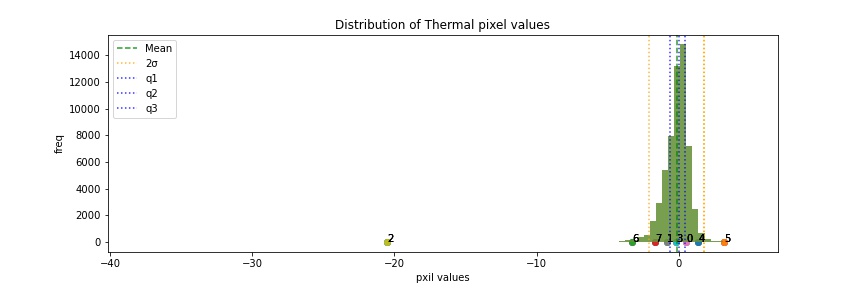 Distribution of Thermal pixel values
Mean
2σ
q1
q2
q3
freq
14000
12000
10000
8000
6000
4000
2000
0
2 6 7 1 3 0 4 5
−40 −30 −20 −10 0
pxil values